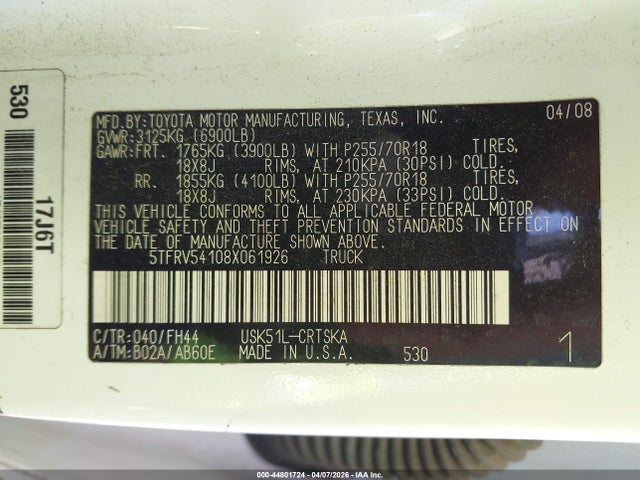 530
17J6T
MFD.BY:TOYOTA MOTOR MANUFACTURING, TEXAS, INC. 04/08
GVWR:3125KG (6900LB)
GAWR:FRT. 1765KG (3900LB) WITH P255/70R18 TIRES,
18X8J RIMS, AT 210KPA (30PSI) COLD.
RR. 1855KG (4100LB) WITH P255/70R18 TIRES,
18X8J RIMS, AT 230KPA (33PSI) COLD.
THIS VEHICLE CONFORMS TO ALL APPLICABLE FEDERAL MOTOR
VEHICLE SAFETY AND THEFT PREVENTION STANDARDS IN EFFECT ON
THE DATE OF MANUFACTURE SHOWN ABOVE.
5TFRV54108X061926 TRUCK
C/TR:040/FH44 USK51L-CRTSKA
A/TM:B02A/AB60E MADE IN U.S.A. 530 1
000-44801724 - 04/07/2026 - IAA Inc.